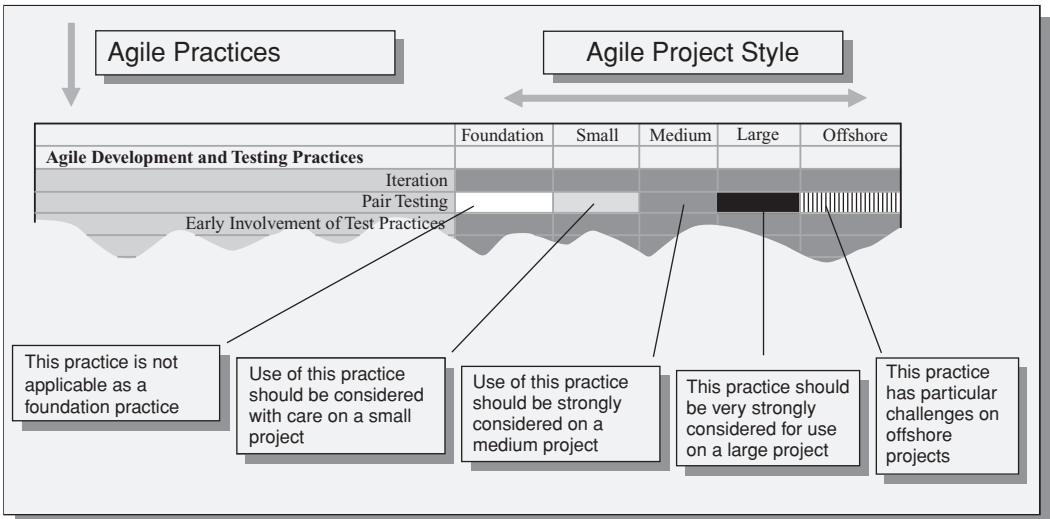 Agile Practices
Agile Project Style
Foundation Small Medium Large Offshore
Agile Development and Testing Practices
Iteration
Pair Testing
Early Involvement of Test Practices
This practice is not
applicable as a
foundation practice
Use of this practice
should be considered
with care on a small
project
Use of this practice
should be strongly
considered on a
medium project
This practice should
be very strongly
considered for use
on a large project
This practice
has particular
challenges on
offshore
projects